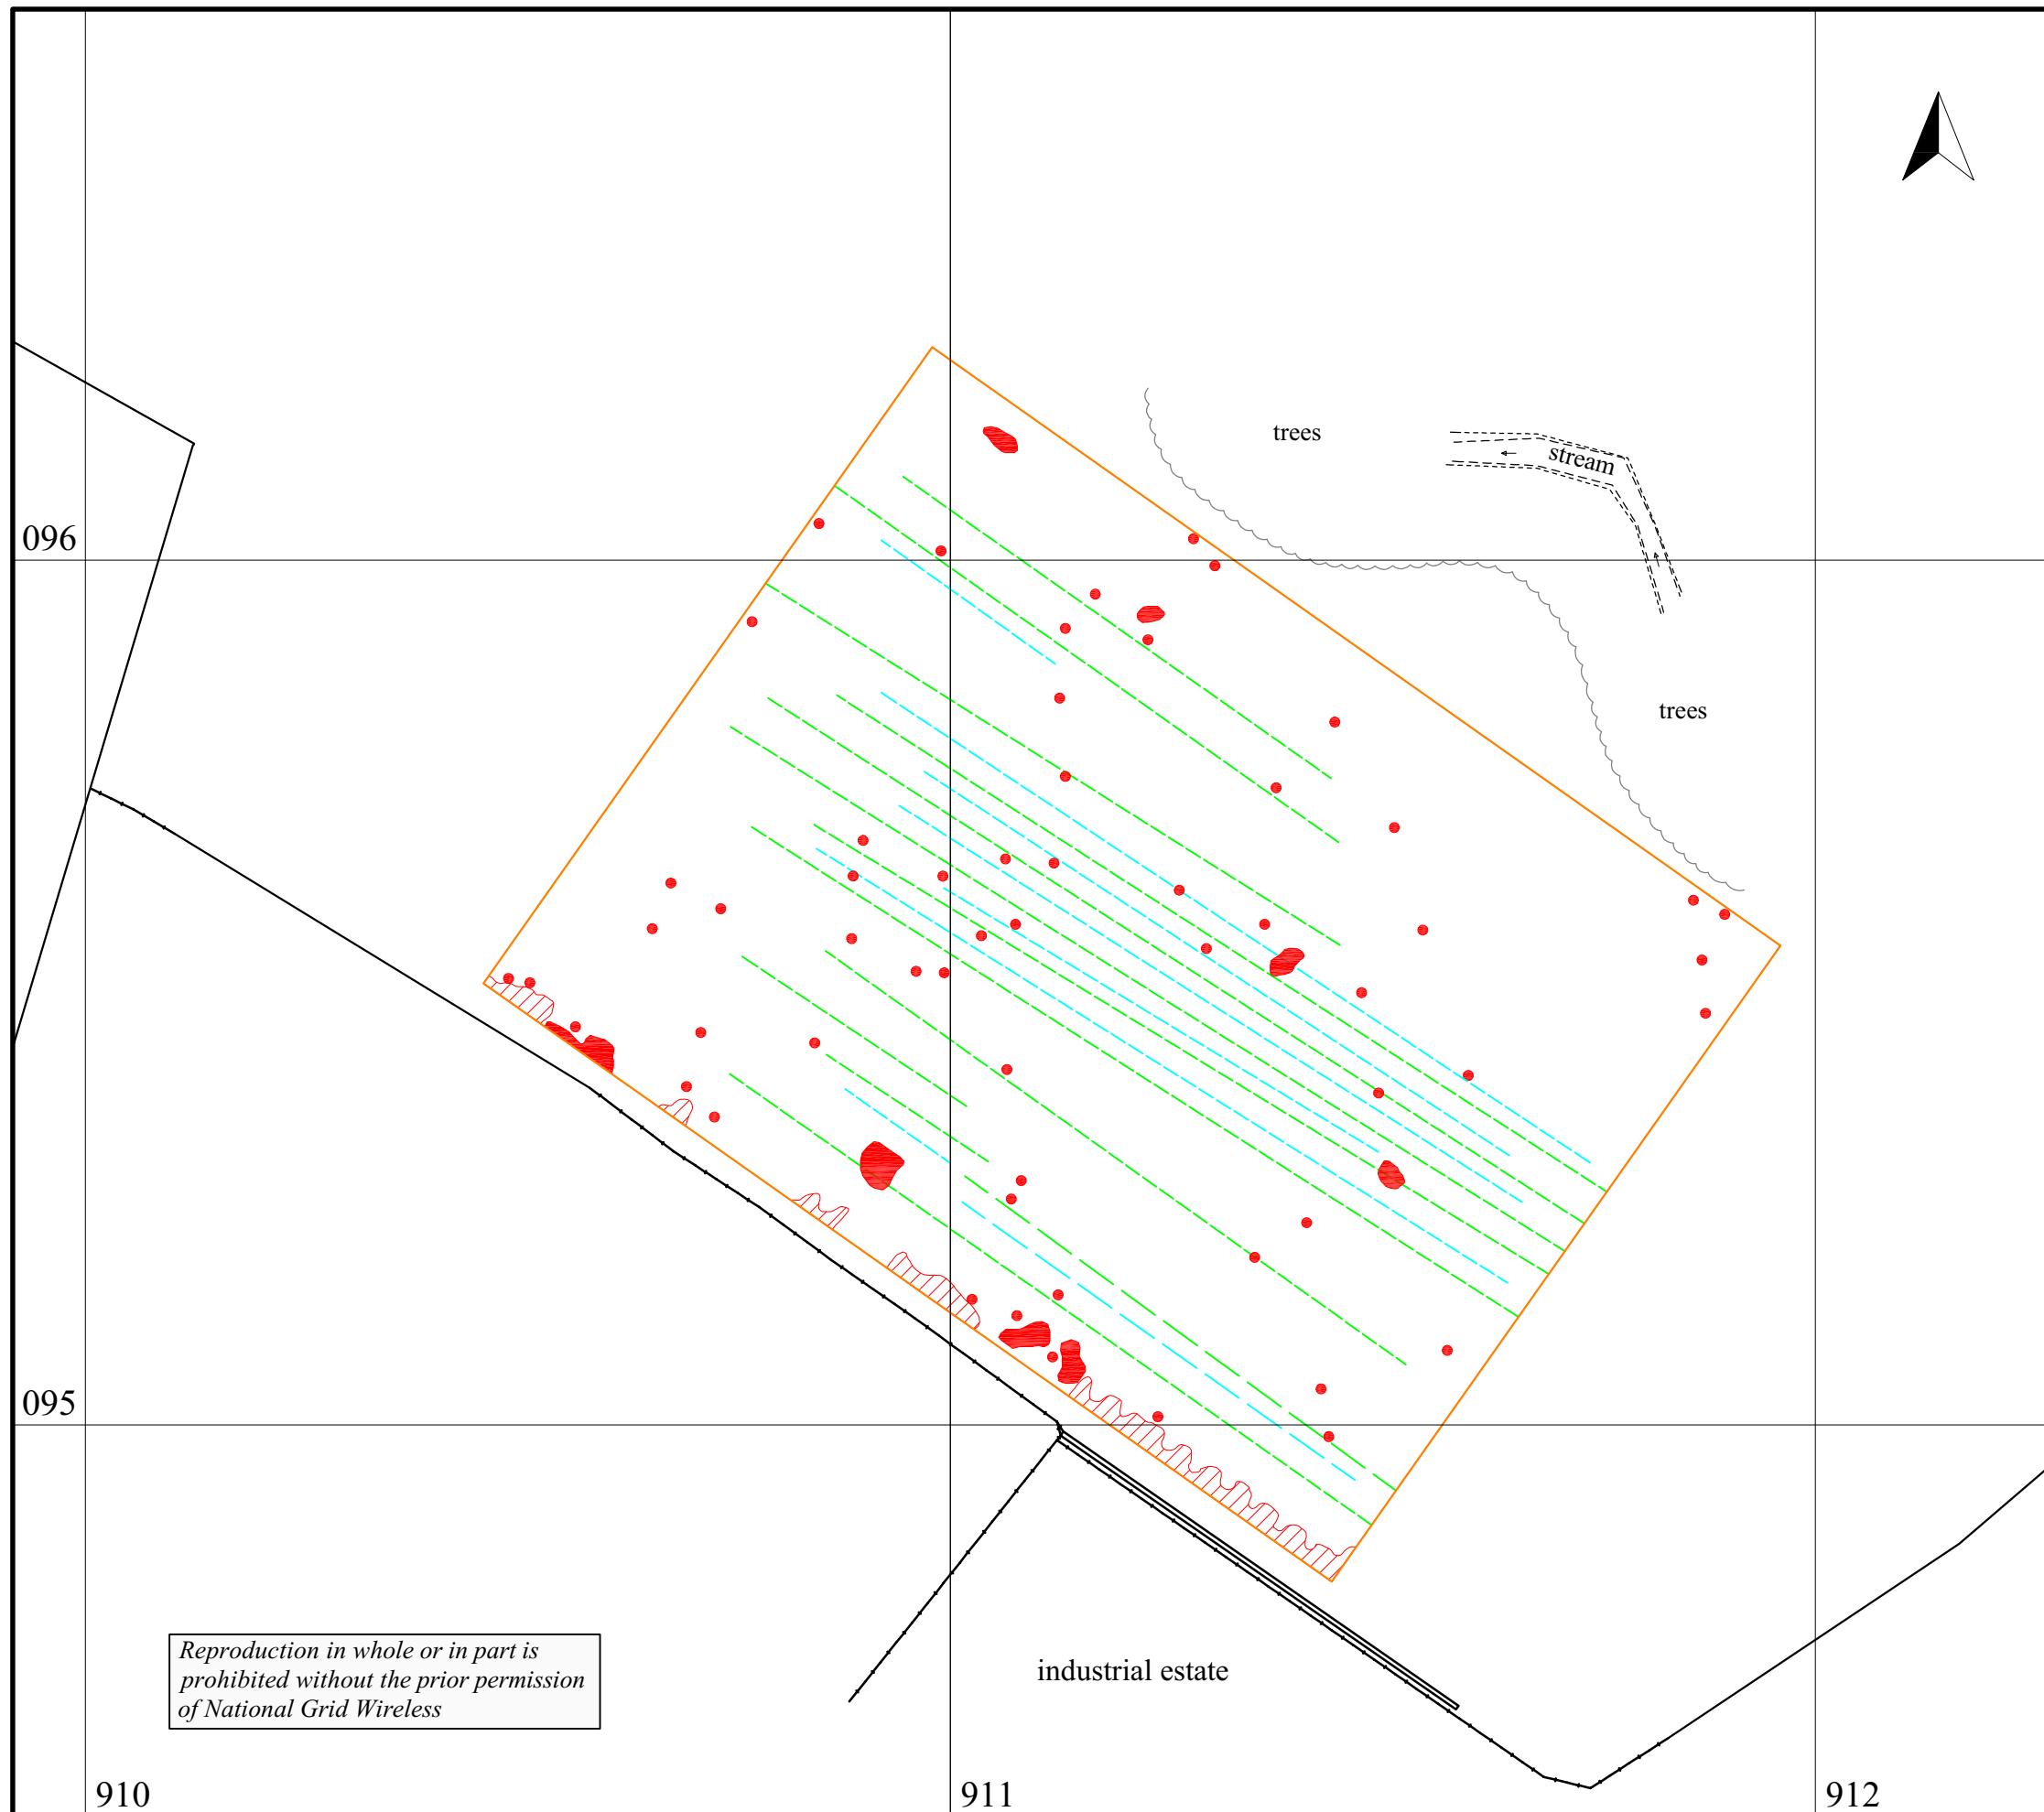 trees
stream
096
trees
095
Reproduction in whole or in part is
prohibited without the prior permission
of National Grid Wireless
industrial estate
910
911
912